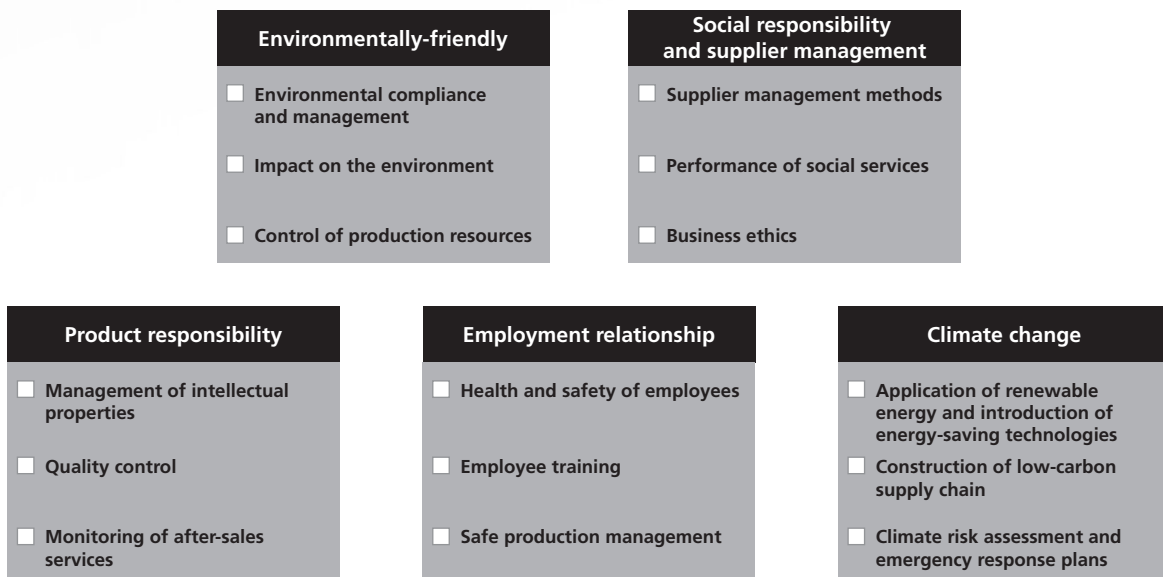 Environmentally-friendly
Environmental compliance
and management
Impact on the environment
Control of production resources
Social responsibility
and supplier management
Supplier management methods
Performance of social services
Business ethics
Product responsibility
Management of intellectual
properties
Quality control
Monitoring of after-sales
services
Employment relationship
Health and safety of employees
Employee training
Safe production management
Climate change
Application of renewable
energy and introduction of
energy-saving technologies
Construction of low-carbon
supply chain
Climate risk assessment and
emergency response plans